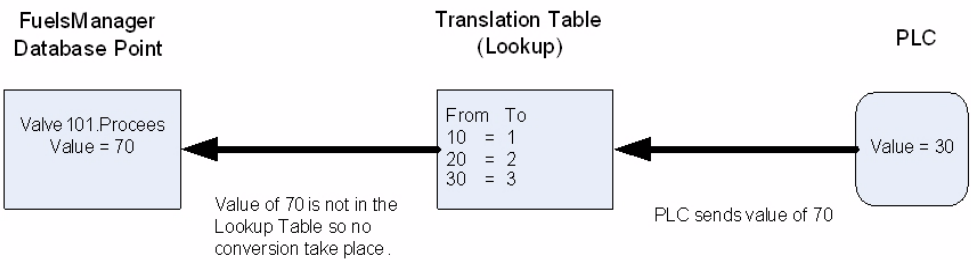 FuelsManager
Database Point
Translation Table
(Lookup)
PLC
Valve 101.Procees
Value = 70
From To
10 = 1
20 = 2
30 = 3
Value = 30
Value of 70 is not in the
Lookup Table so no
conversion take place .
PLC sends value of 70